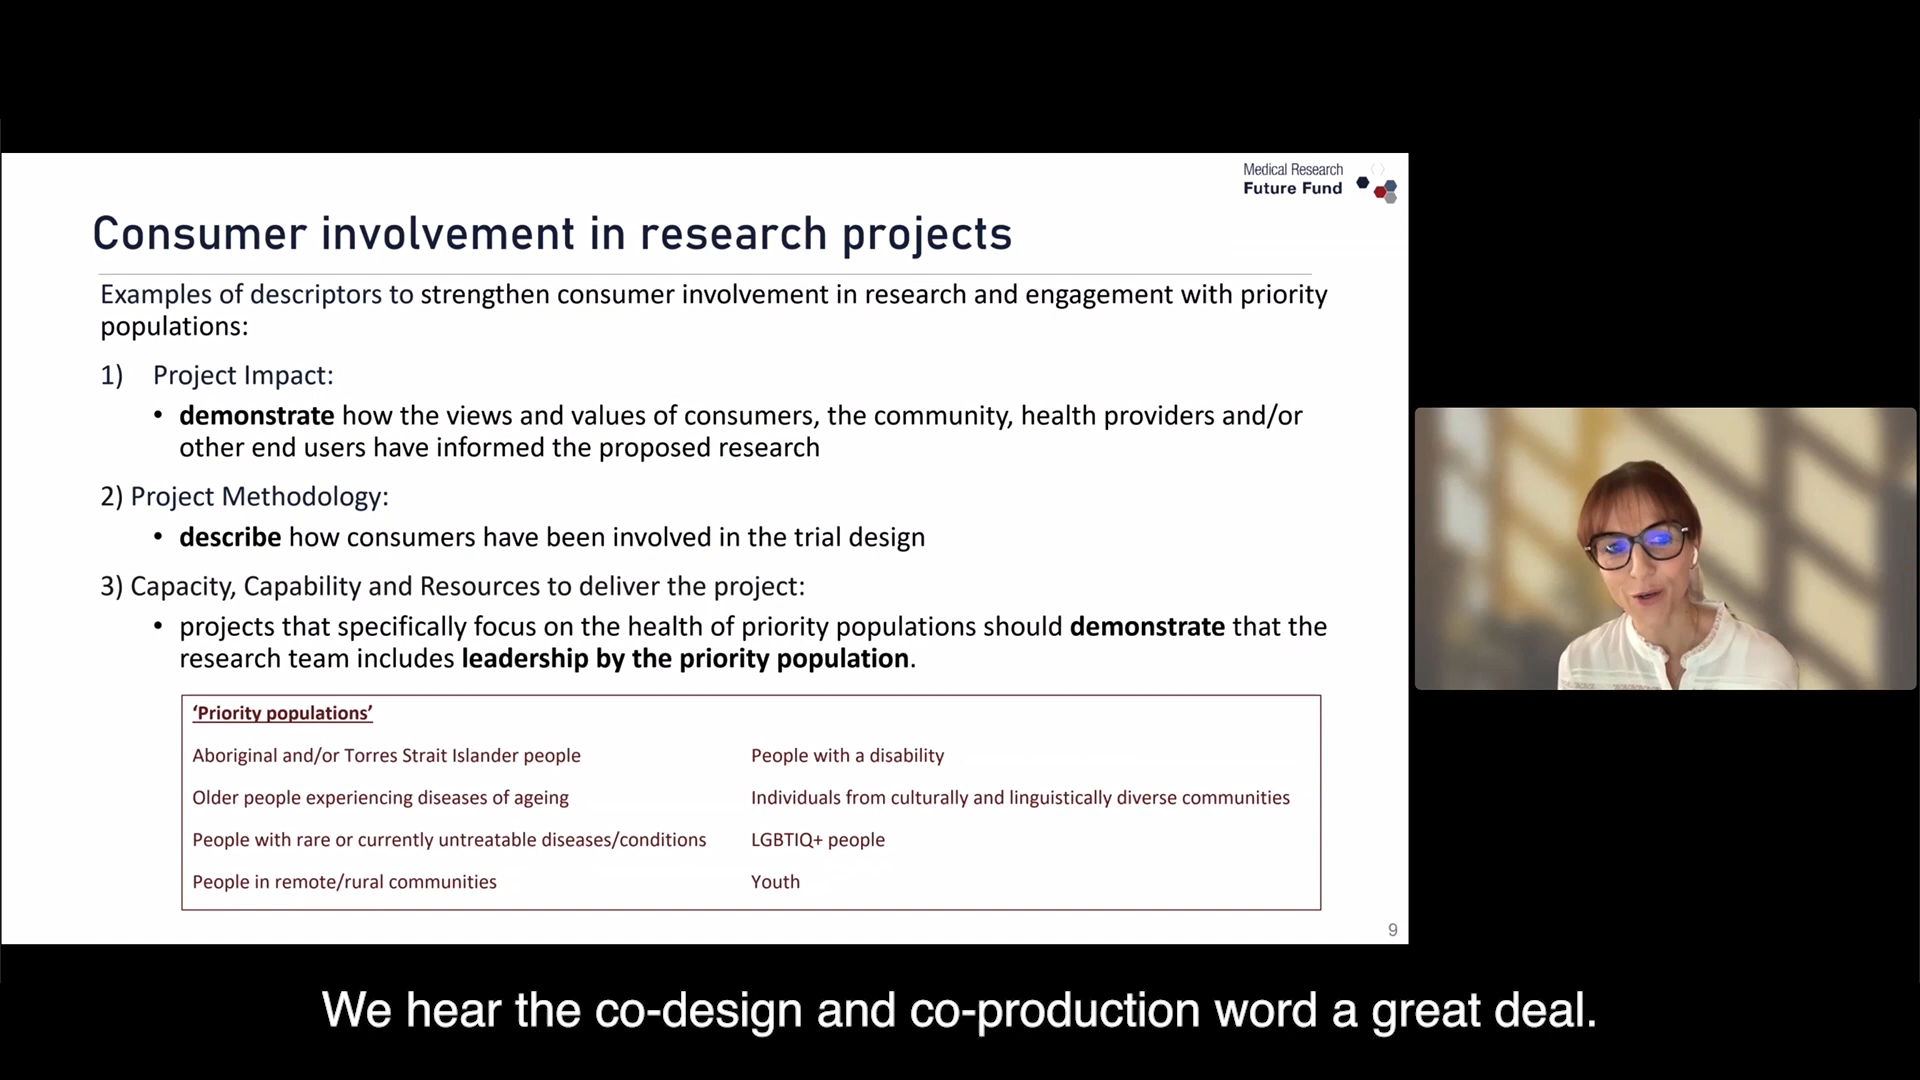 Medical Research
Future Fund
Consumer involvement in research projects
Examples of descriptors to strengthen consumer involvement in research and engagement with priority
populations:
1) Project Impact:
• demonstrate how the views and values of consumers, the community, health providers and/or
other end users have informed the proposed research
2) Project Methodology:
• describe how consumers have been involved in the trial design
3) Capacity, Capability and Resources to deliver the project:
• projects that specifically focus on the health of priority populations should demonstrate that the
research team includes leadership by the priority population.
‘Priority populations’
Aboriginal and/or Torres Strait Islander people
People with a disability
Older people experiencing diseases of ageing
Individuals from culturally and linguistically diverse communities
People with rare or currently untreatable diseases/conditions
LGBTIQ+ people
People in remote/rural communities
Youth
9
We hear the co-design and co-production word a great deal.